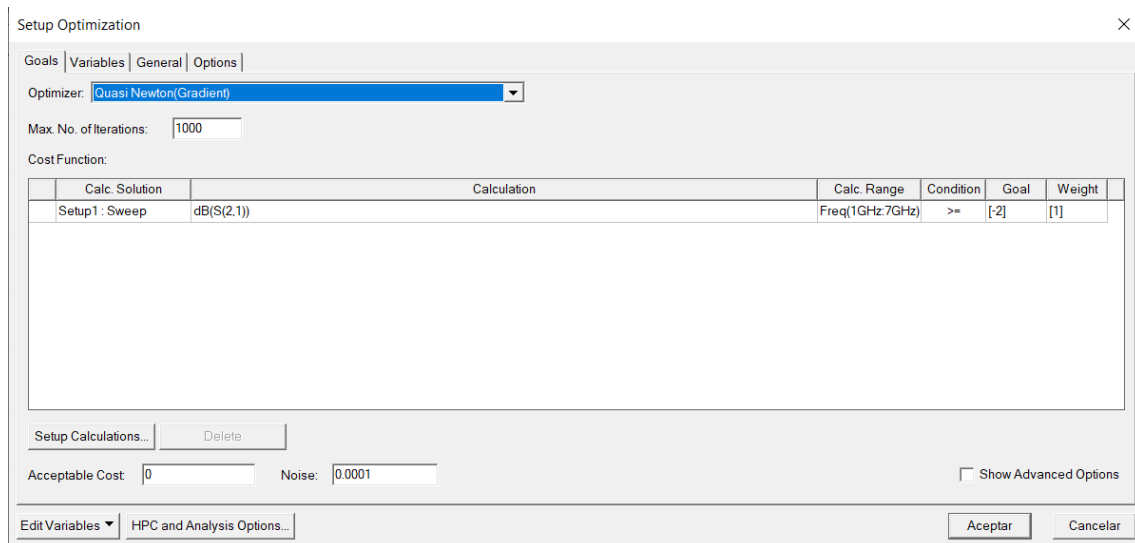 Setup Optimization
Goals Variables General Options
Optimizer: Quasi Newton(Gradient)
Max. No. of Iterations: 1000
Cost Function:
Calc. Solution Calculation Calc. Range Condition Goal Weight
Setup1 : Sweep dB(S(2,1)) Freq(1GHz:7GHz) >= [-2] [1]
Setup Calculations... Delete
Acceptable Cost: 0 Noise: 0.0001 Show Advanced Options
Edit Variables HPC and Analysis Options... Aceptar Cancelar